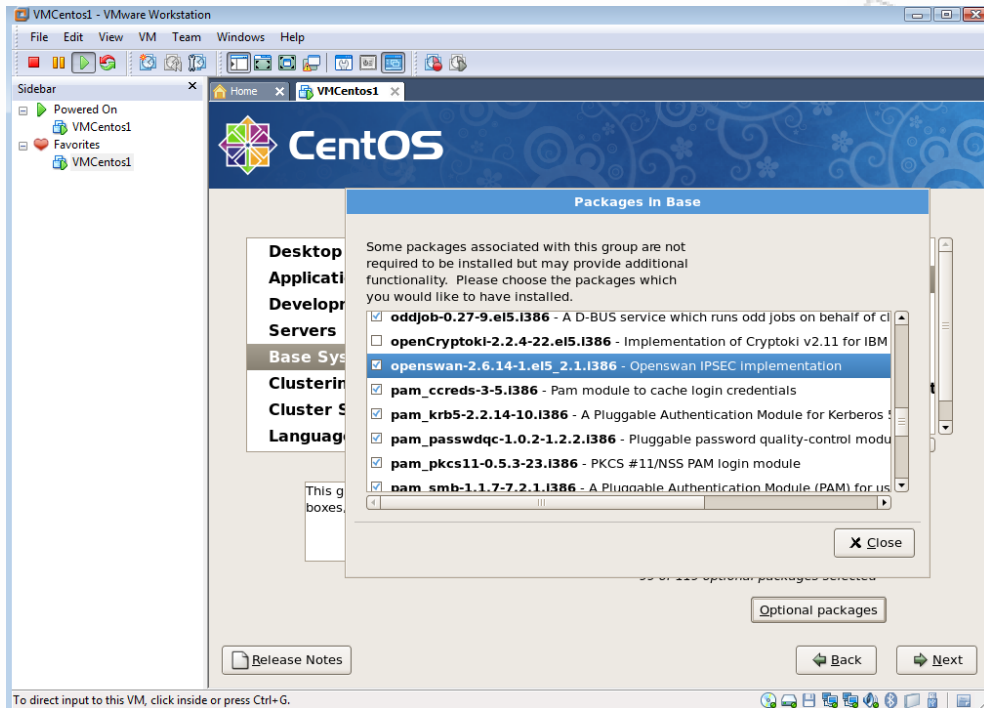 VMCentos1 - VMware Workstation
File Edit View VM Team Windows Help
Sidebar
Powered On
VMCentos1
Favorites
VMCentos1
Home
VMCentos1
CentOS
Packages in Base
Some packages associated with this group are not
required to be installed but may provide additional
functionality. Please choose the packages which
you would like to have installed.
oddjob-0.27-9.el5.i386 - A D-BUS service which runs odd jobs on behalf of cl
openCryptoki-2.2.4-22.el5.i386 - Implementation of Cryptoki v2.11 for IBM
openswan-2.6.14-1.el5_2.1.i386 - Openswan IPSEC implementation
pam_ccreds-3-5.i386 - Pam module to cache login credentials
pam_krb5-2.2.14-10.i386 - A Pluggable Authentication Module for Kerberos 5
pam_passwdqc-1.0.2-1.2.2.i386 - Pluggable password quality-control modu
pam_pkcs11-0.5.3-23.i386 - PKCS #11/NSS PAM login module
pam_smb-1.1.7-7.2.1.i386 - A Pluggable Authentication Module (PAM) for us
Close
Desktop
Applicati
Developr
Servers
Base Sys
Clusterin
Cluster S
Languag
This g
boxes,
99 of 119 optional packages selected
Optional packages
Release Notes
Back
Next
To direct input to this VM, click inside or press Ctrl+G.